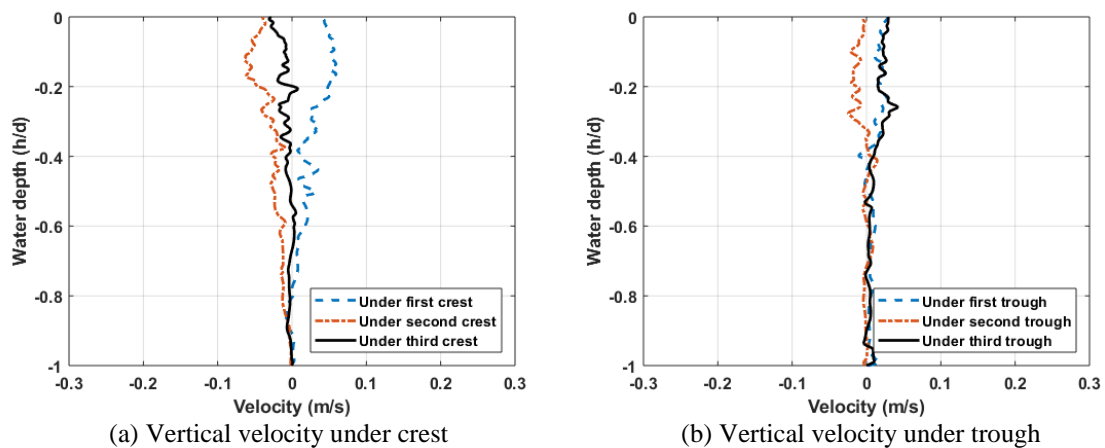 0
-0.2
-0.4
-0.6
-0.8
-1
Water depth (h/d)
Under first crest
Under second crest
Under third crest
-0.3 -0.2 -0.1 0 0.1 0.2 0.3
Velocity (m/s)
(a) Vertical velocity under crest
0
-0.2
-0.4
-0.6
-0.8
-1
Water depth (h/d)
Under first trough
Under second trough
Under third trough
-0.3 -0.2 -0.1 0 0.1 0.2 0.3
Velocity (m/s)
(b) Vertical velocity under trough